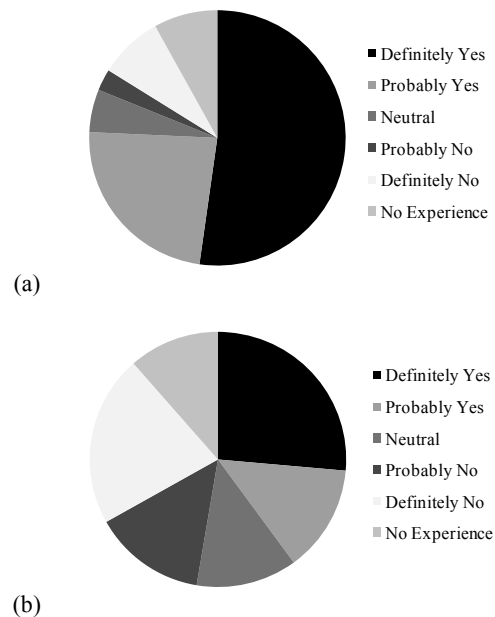 Definitely Yes
Probably Yes
Neutral
Probably No
Definitely No
No Experience
(a)
Definitely Yes
Probably Yes
Neutral
Probably No
Definitely No
No Experience
(b)